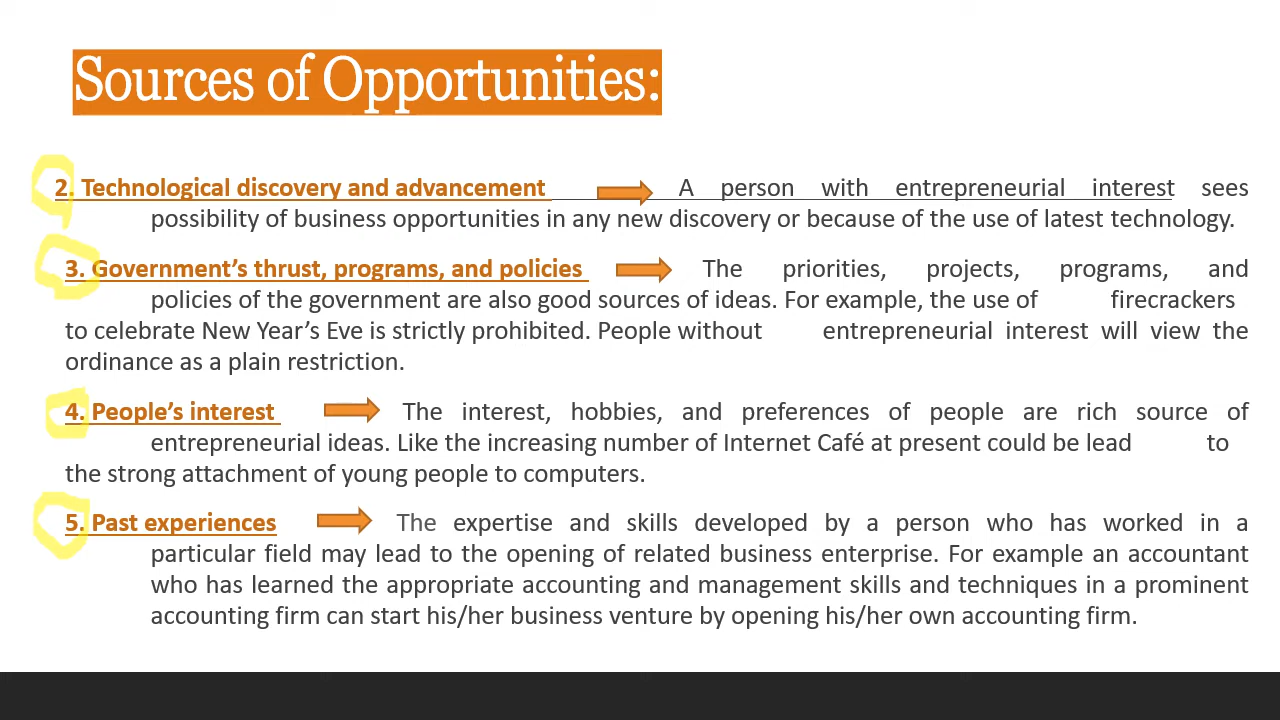 Sources of Opportunities:
2. Technological discovery and advancement A person with entrepreneurial interest sees
possibility of business opportunities in any new discovery or because of the use of latest technology.
3. Government’s thrust, programs, and policies The priorities, projects, programs, and
policies of the government are also good sources of ideas. For example, the use of firecrackers
to celebrate New Year’s Eve is strictly prohibited. People without entrepreneurial interest will view the
ordinance as a plain restriction.
4. People’s interest The interest, hobbies, and preferences of people are rich source of
entrepreneurial ideas. Like the increasing number of Internet Café at present could be lead to
the strong attachment of young people to computers.
5. Past experiences The expertise and skills developed by a person who has worked in a
particular field may lead to the opening of related business enterprise. For example an accountant
who has learned the appropriate accounting and management skills and techniques in a prominent
accounting firm can start his/her business venture by opening his/her own accounting firm.